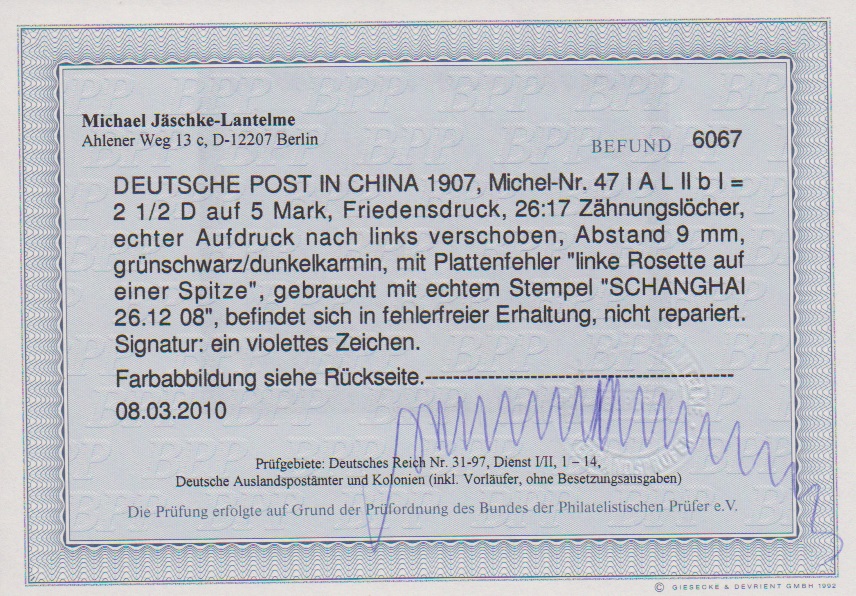 Michael Jäschke-Lantelme
Ahlener Weg 13 c, D-12207 Berlin
BEFUND 6067
DEUTSCHE POST IN CHINA 1907, Michel-Nr. 47 I A L II b I =
2 1/2 D auf 5 Mark, Friedensdruck, 26:17 Zähnungslöcher,
echter Aufdruck nach links verschoben, Abstand 9 mm,
grünschwarz/dunkelkarmin, mit Plattenfehler "linke Rosette auf
einer Spitze", gebraucht mit echtem Stempel "SCHANGHAI
26.12 08", befindet sich in fehlerfreier Erhaltung, nicht repariert.
Signatur: ein violettes Zeichen.
Farbabbildung siehe Rückseite.--------------------------------------------
08.03.2010
Prüfgebiete: Deutsches Reich Nr. 31-97, Dienst I/II, 1 – 14,
Deutsche Auslandspostämter und Kolonien (inkl. Vorläufer, ohne Besetzungsausgaben)
Die Prüfung erfolgte auf Grund der Prüfordnung des Bundes der Philatelistischen Prüfer e.V.
© GIESECKE & DEVRIENT GMBH 1992